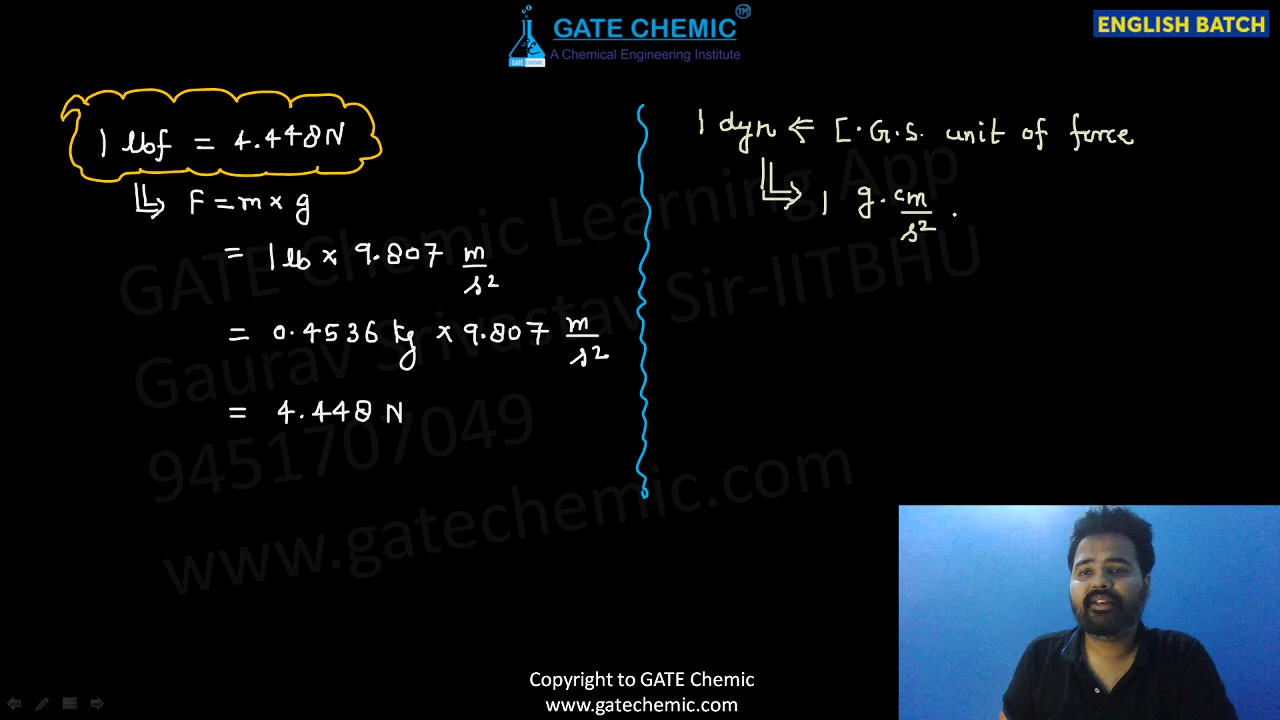 GATE CHEMIC™
A Chemical Engineering Institute
GATE CHEMIC
ENGLISH BATCH
1 lbf = 4.448N
F = m × g
= 1 lb × 9.807 m/s²
= 0.4536 kg × 9.807 m/s²
= 4.448 N
1 dyn ⇐ C.G.S. unit of force
1 g. cm/s².
GATE Chemic Learning App
Gaurav Srivastav Sir-IITBHU
9451707049
www.gatechemic.com
Copyright to GATE Chemic
www.gatechemic.com